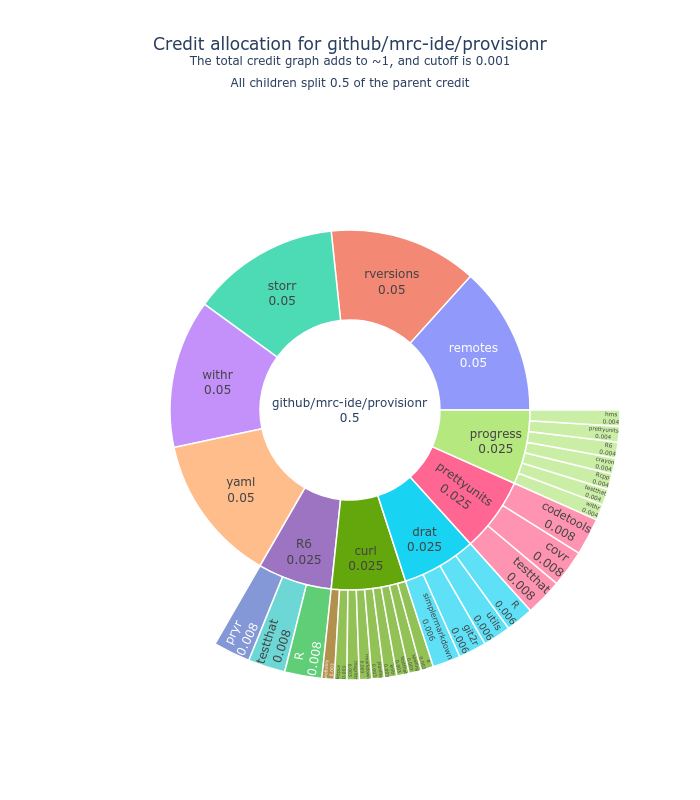 Credit allocation for github/mrc-ide/provisionr
The total credit graph adds to ~1, and cutoff is 0.001
All children split 0.5 of the parent credit
github/mrc-ide/provisionr
0.5
remotes
0.05
rversions
0.05
storr
0.05
withr
0.05
yaml
0.05
R6
0.025
curl
0.025
drat
0.025
prettyunits
0.025
progress
0.025
hms
0.004
prettyunits
0.004
R6
0.004
crayon
0.004
Rcpp
0.004
testthat
0.004
withr
0.004
codetools
0.008
covr
0.008
testthat
0.008
R
0.006
utils
0.006
git2r
0.006
simplermarkdown
0.006
R
0.008
testthat
0.008
pryr
0.008